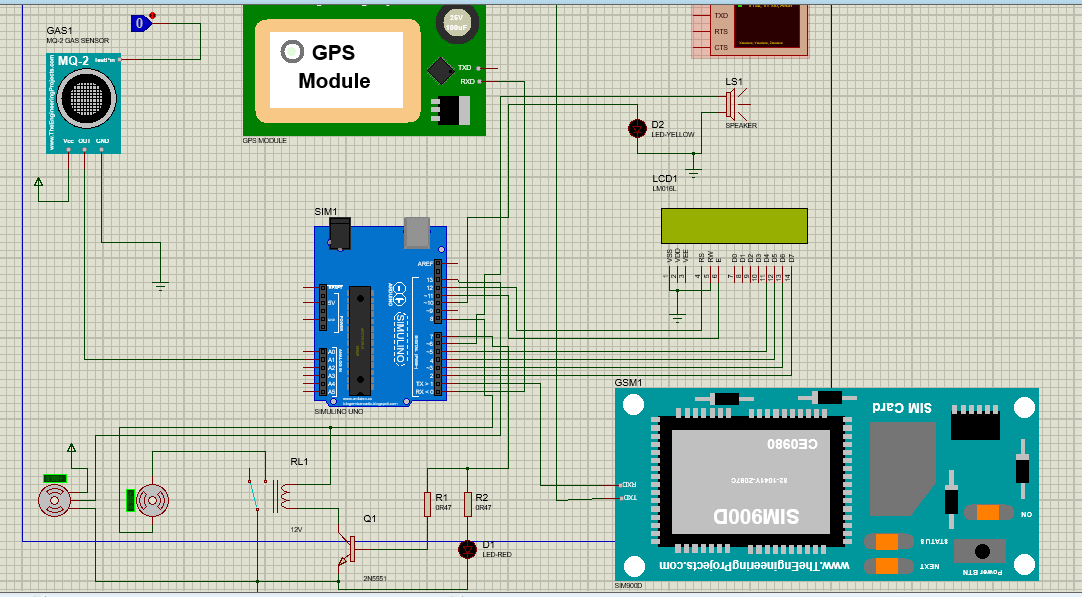 GAS1
MQ-2 GAS SENSOR
0
MQ-2
www.TheEngineeringProjects.com
Vcc OUT GND
GPS
Module
25V
100uF
TXD
RXD
GPS MODULE
TXD
RTS
CTS
LS1
SPEAKER
D2
LED-YELLOW
LCD1
LM016L
VSS
VDD
VEE
RS
RW
E
D0
D1
D2
D3
D4
D5
D6
D7
1
2
3
4
5
6
7
8
9
10
11
12
13
14
SIM1
AREF
13
12
~11
~10
~9
8
7
~6
~5
4
~3
2
TX > 1
RX < 0
5V
POWER
A0
A1
A2
A3
A4
A5
ANALOG IN
ARDUINO
SIMULINO
SIMULINO UNO
RL1
12V
Q1
2N5551
R1
0R47
R2
0R47
D1
LED-RED
GSM1
SIM Card
CE0980
SIM900D
RXD
TXD
ON
STATUS
NEXT
Power BTN
www.TheEngineeringProjects.com
SIM900D